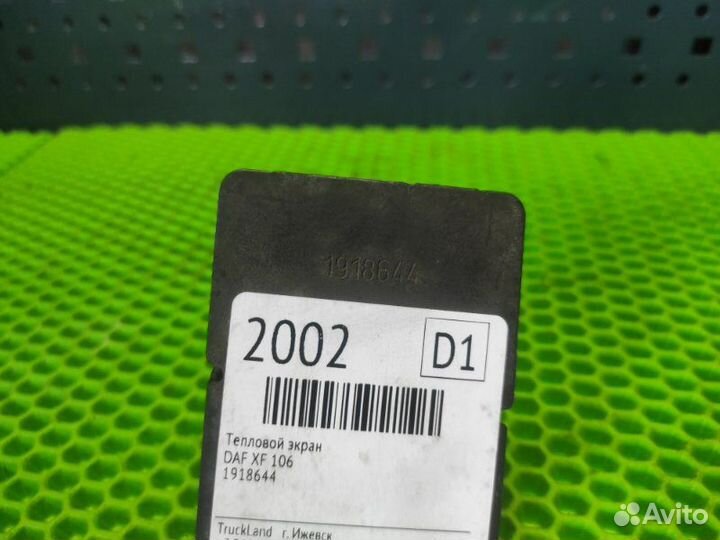 1918644
2002 D1
Тепловой экран
DAF XF 106
1918644
TruckLand г. Ижевск
Avito